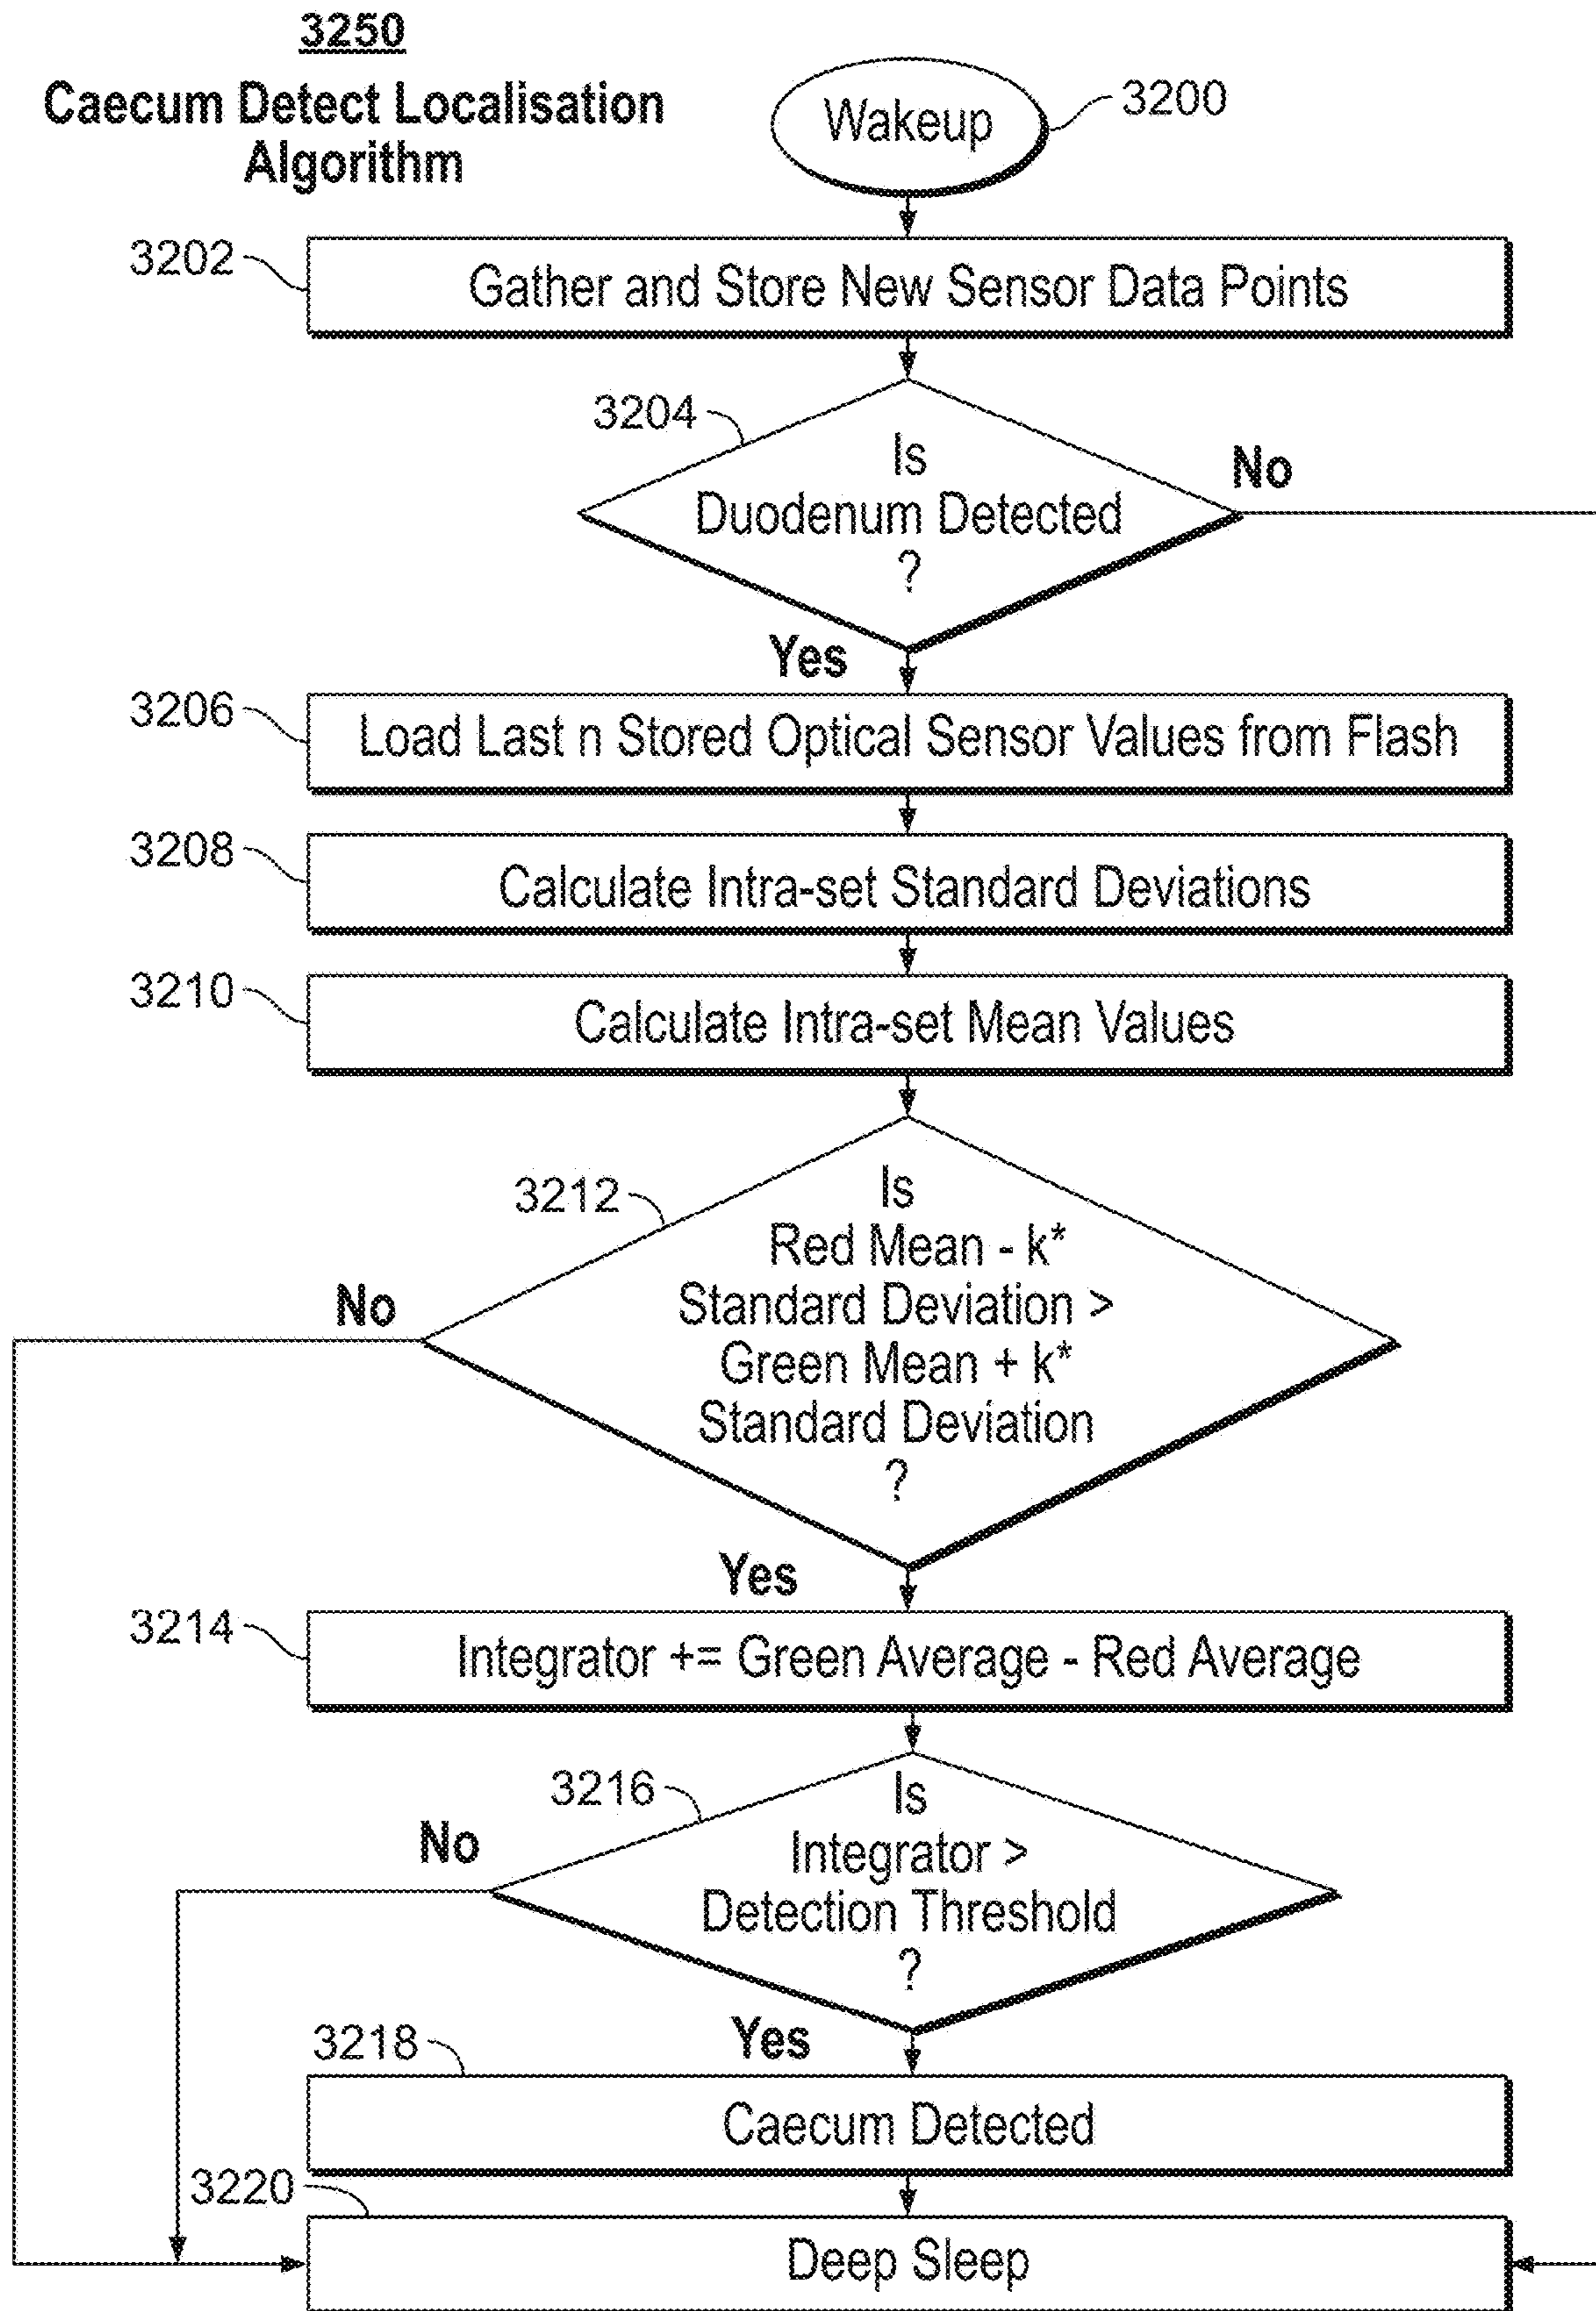 3250
Caecum Detect Localisation
Algorithm
Wakeup
3200
3202
Gather and Store New Sensor Data Points
3204
Is
Duodenum Detected
?
No
Yes
3206
Load Last n Stored Optical Sensor Values from Flash
3208
Calculate Intra-set Standard Deviations
3210
Calculate Intra-set Mean Values
3212
Is
Red Mean - k*
Standard Deviation >
Green Mean + k*
Standard Deviation
?
No
Yes
3214
Integrator += Green Average - Red Average
3216
Is
Integrator >
Detection Threshold
?
No
Yes
3218
Caecum Detected
3220
Deep Sleep